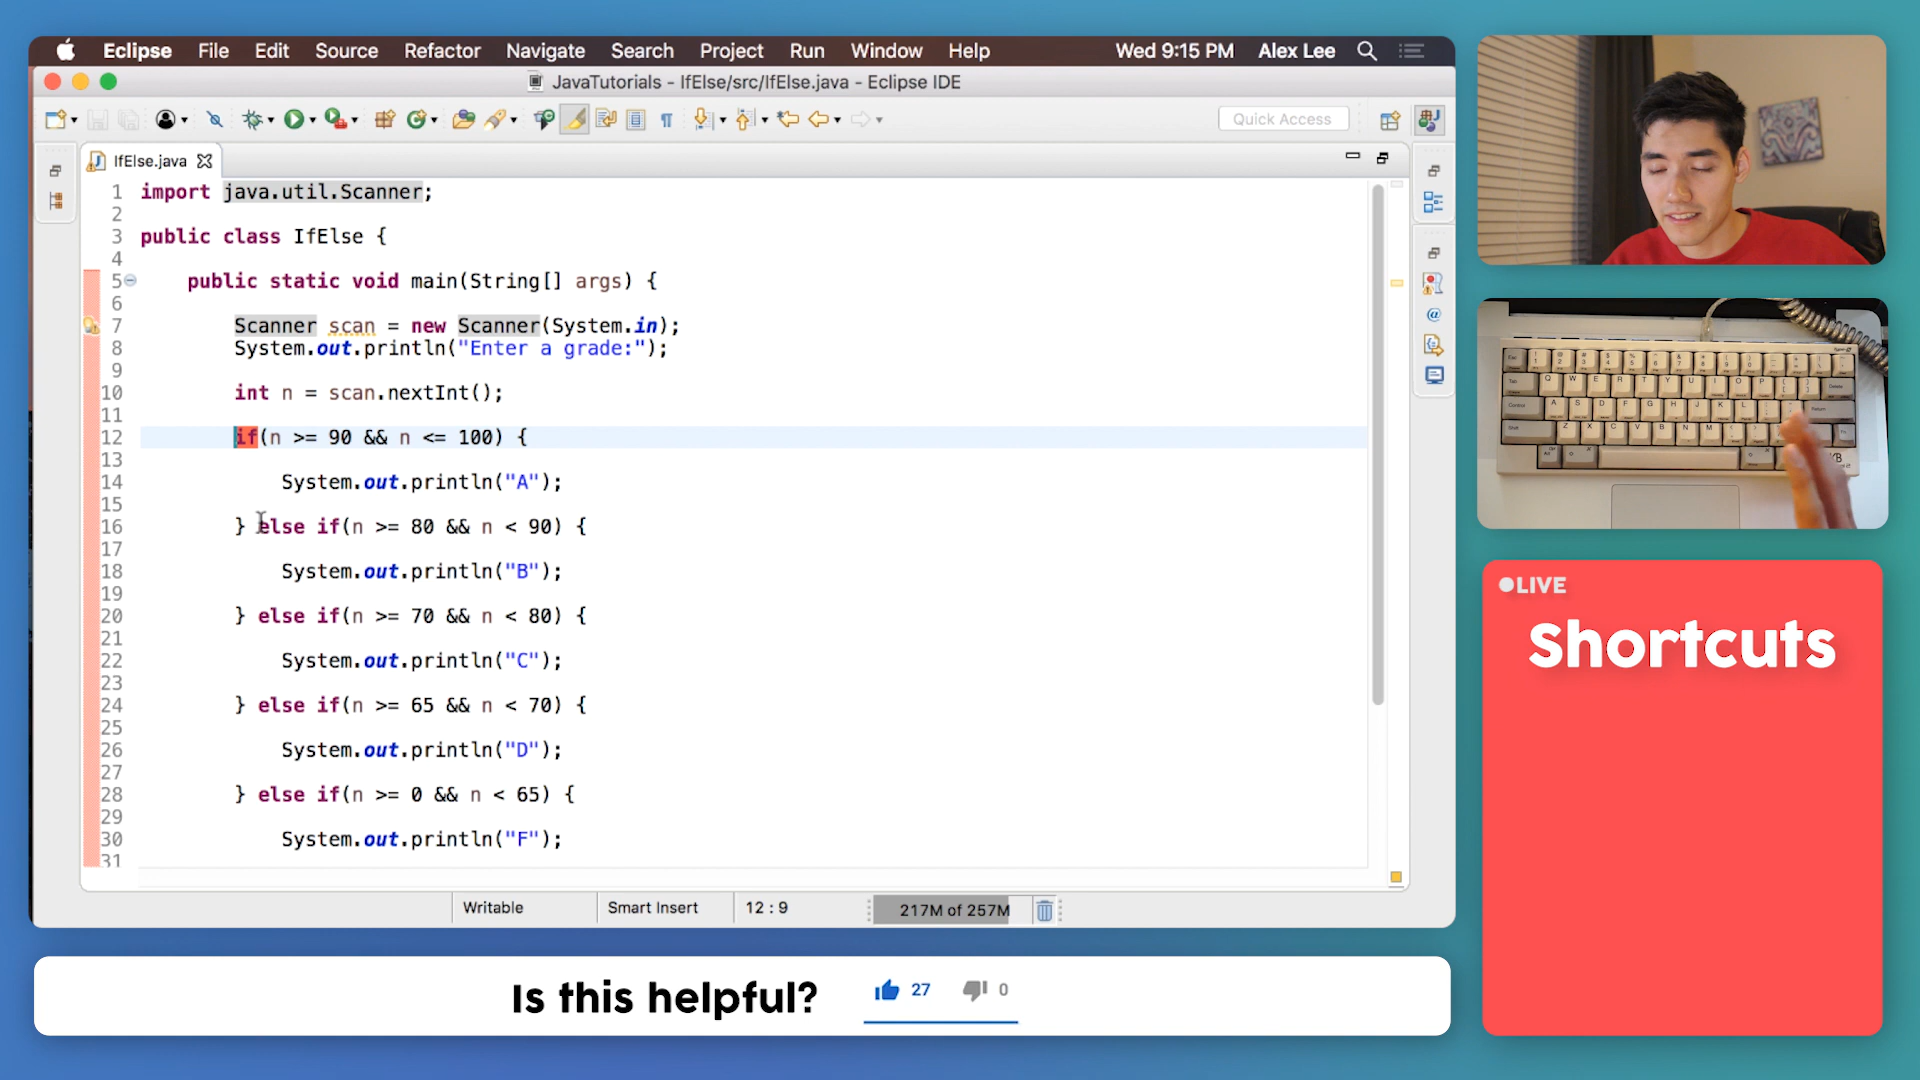 Eclipse File Edit Source Refactor Navigate Search Project Run Window Help Wed 9:15 PM Alex Lee
JavaTutorials - IfElse/src/IfElse.java - Eclipse IDE
Quick Access
IfElse.java
1 import java.util.Scanner;
2
3 public class IfElse {
4
5 public static void main(String[] args) {
6
7 Scanner scan = new Scanner(System.in);
8 System.out.println("Enter a grade:");
9
10 int n = scan.nextInt();
11
12 if(n >= 90 && n <= 100) {
13
14 System.out.println("A");
15
16 } else if(n >= 80 && n < 90) {
17
18 System.out.println("B");
19
20 } else if(n >= 70 && n < 80) {
21
22 System.out.println("C");
23
24 } else if(n >= 65 && n < 70) {
25
26 System.out.println("D");
27
28 } else if(n >= 0 && n < 65) {
29
30 System.out.println("F");
31
Writable Smart Insert 12 : 9 217M of 257M
Is this helpful? 27 0
Q W E R T Y U I O P
A S D F G H J K L
Z X C V B N M
LIVE
Shortcuts